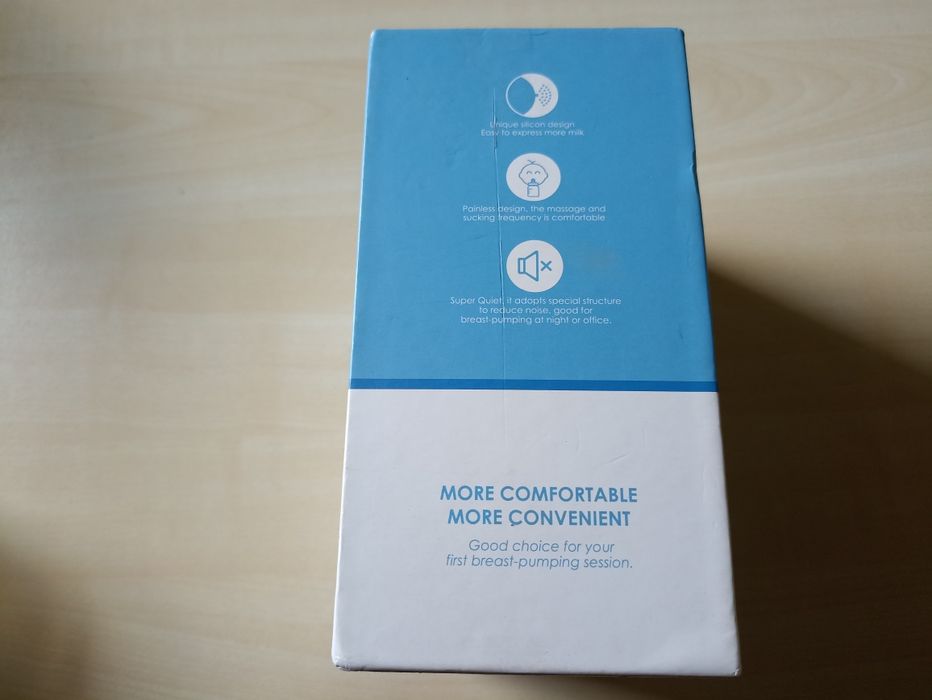 Unique silicon design
Easy to express more milk
Painless design, the massage and
sucking frequency is comfortable
Super Quiet, it adopts special structure
to reduce noise, good for
breast-pumping at night or office.
MORE COMFORTABLE
MORE CONVENIENT
Good choice for your
first breast-pumping session.